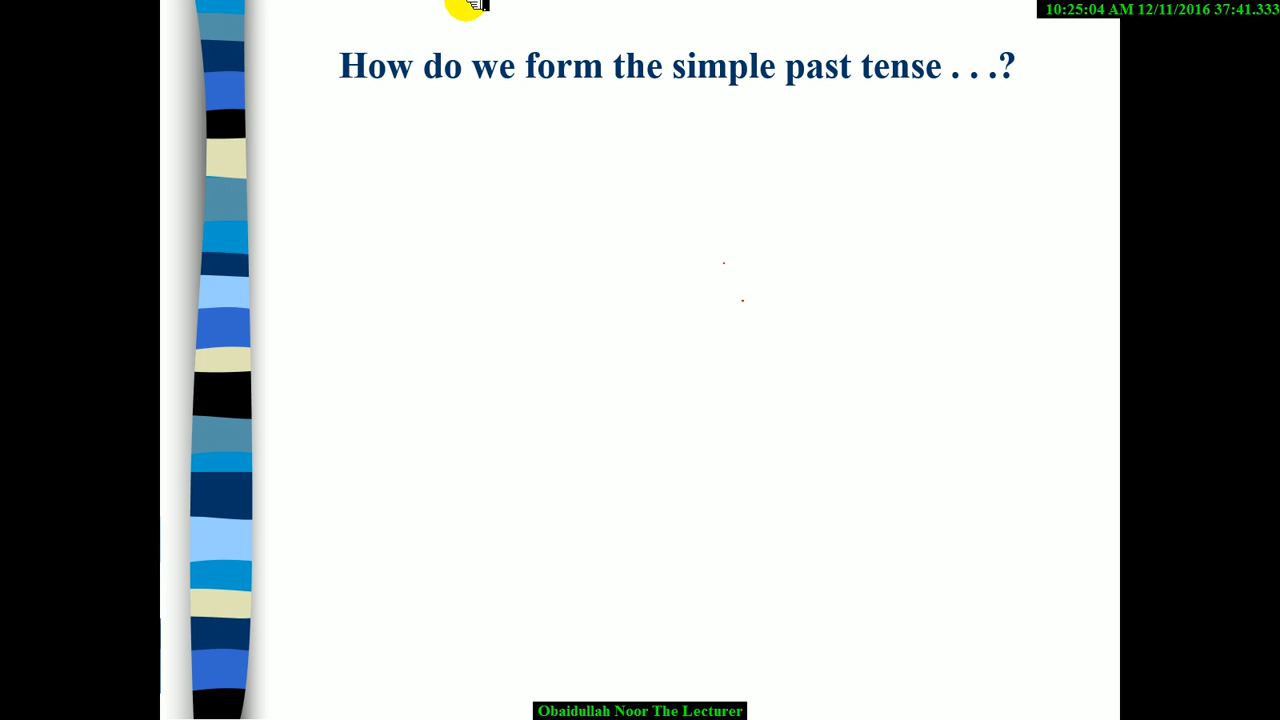 10:25:04 AM 12/11/2016 37:41.333
How do we form the simple past tense . . .?
Obaidullah Noor The Lecturer